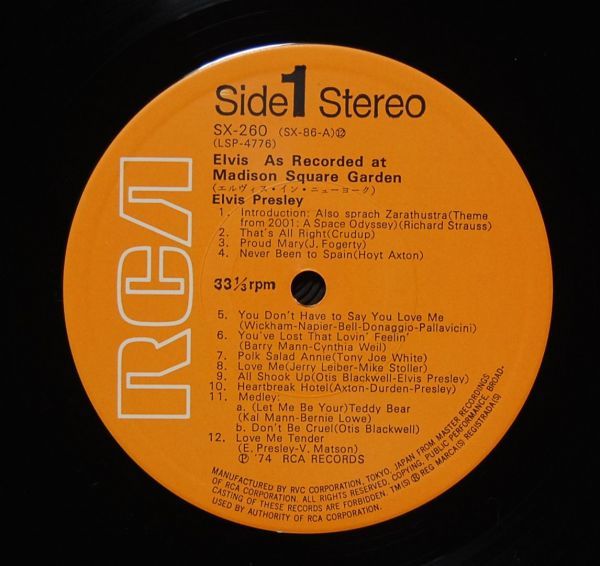 RCA
Side 1 Stereo
SX-260 (SX-86-A)⑫
(LSP-4776)
Elvis As Recorded at
Madison Square Garden
(エルヴィス・イン・ニューヨーク)
Elvis Presley
1. Introduction: Also sprach Zarathustra(Theme
from 2001: A Space Odyssey)(Richard Strauss)
2. That's All Right(Crudup)
3. Proud Mary(J. Fogerty)
4. Never Been to Spain(Hoyt Axton)
33⅓rpm
5. You Don't Have to Say You Love Me
(Wickham-Napier-Bell-Donaggio-Pallavicini)
6. You've Lost That Lovin' Feelin'
(Barry Mann-Cynthia Weil)
7. Polk Salad Annie(Tony Joe White)
8. Love Me(Jerry Leiber-Mike Stoller)
9. All Shook Up(Otis Blackwell-Elvis Presley)
10. Heartbreak Hotel(Axton-Durden-Presley)
11. Medley:
a. (Let Me Be Your)Teddy Bear
(Kal Mann-Bernie Lowe)
b. Don't Be Cruel(Otis Blackwell)
12. Love Me Tender
(E. Presley-V. Matson)
Ⓟ '74 RCA RECORDS
MANUFACTURED BY RVC CORPORATION, TOKYO, JAPAN FROM MASTER RECORDINGS
OF RCA CORPORATION. ALL RIGHTS RESERVED, COPYING, PUBLIC PERFORMANCE, BROAD-
CASTING OF THESE RECORDS ARE FORBIDDEN. TM(S) ® REG MARCA(S) REGISTRADA(S)
USED BY AUTHORITY OF RCA CORPORATION.